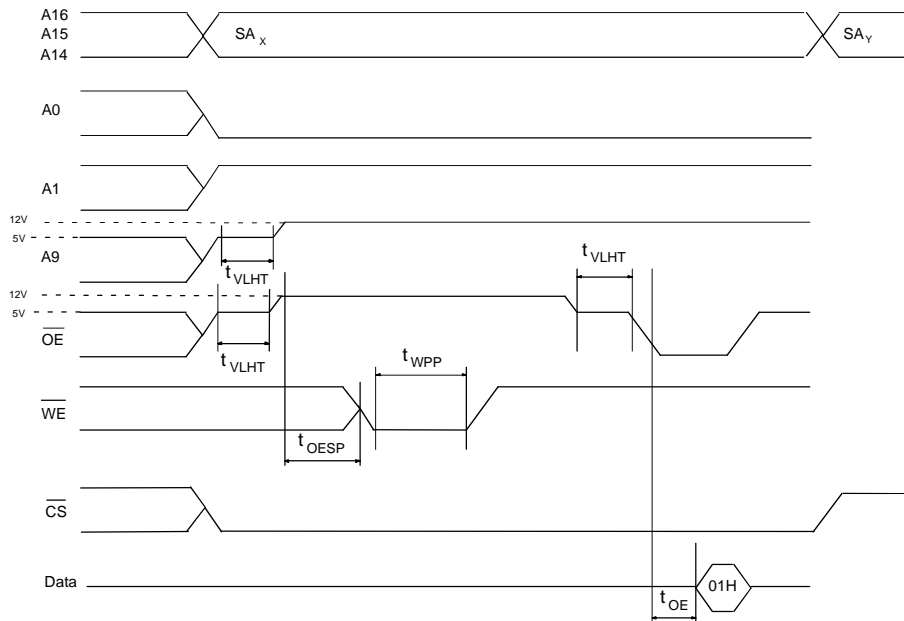 A16
A15 SA X SA Y
A14
A0
A1
12V
5V
A9
t VLHT t VLHT
12V
5V
OE
t VLHT
t WPP
WE
t OESP
CS
Data 01H
t OE